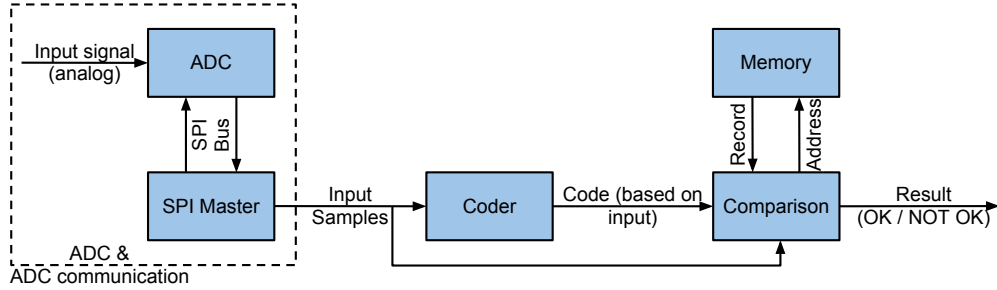 Input signal
(analog)
ADC
Memory
SPI
Bus
Record
Address
SPI Master
Input
Samples
Coder
Code (based on
input)
Comparison
Result
(OK / NOT OK)
ADC &
ADC communication